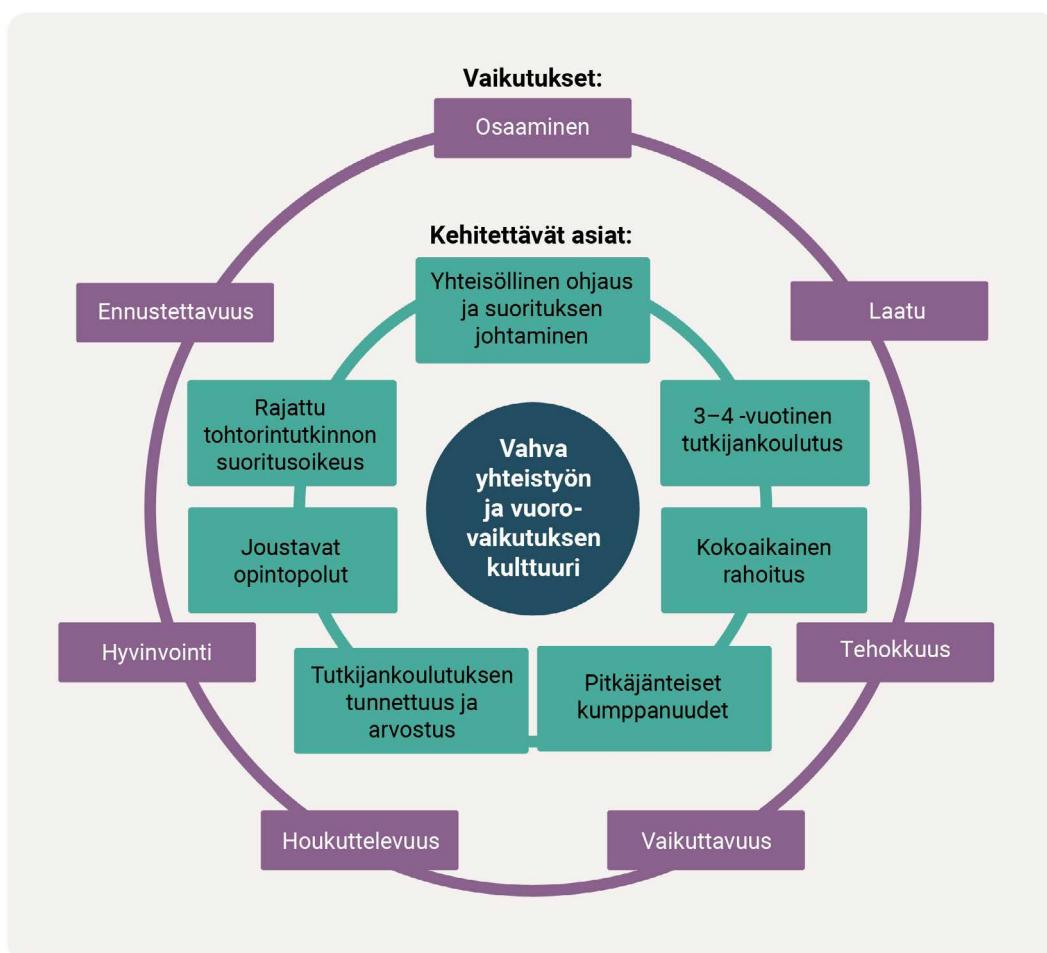 Vaikutukset:
Osaaminen
Laatu
Tehokkuus
Vaikuttavuus
Houkuttelevuus
Hyvinvointi
Ennustettavuus
Kehitettävät asiat:
Yhteisöllinen ohjaus
ja suorituksen
johtaminen
3–4 -vuotinen
tutkijankoulutus
Kokoaikainen
rahoitus
Pitkäjänteiset
kumppanuudet
Tutkijankoulutuksen
tunnettuus ja
arvostus
Joustavat
opintopolut
Rajattu
tohtorintutkinnon
suoritusoikeus
Vahva
yhteistyön
ja vuoro-
vaikutuksen
kulttuuri